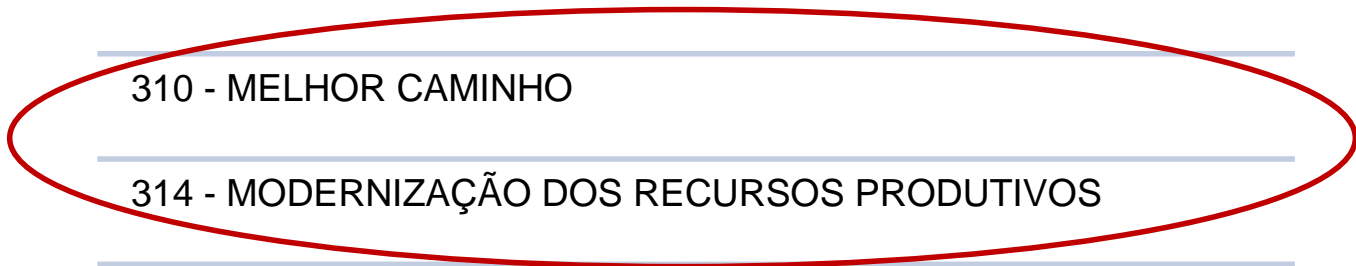 310 - MELHOR CAMINHO
314 - MODERNIZAÇÃO DOS RECURSOS PRODUTIVOS